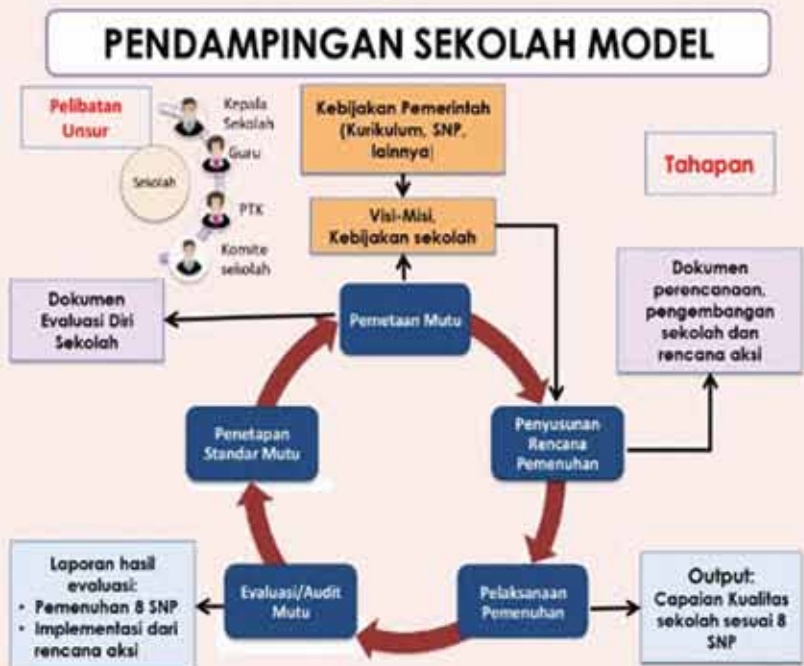 PENDAMPINGAN SEKOLAH MODEL
Pelibatan
Unsur
Kepala
Sekolah
Guru
Sekolah
PTK
Komite
sekolah
Kebijakan Pemerintah
(Kurikulum, SNP,
lainnya)
Tahapan
Visi-Misi,
Kebijakan sekolah
Dokumen
Evaluasi Diri
Sekolah
Pemetaan Mutu
Dokumen
perencanaan,
pengembangan
sekolah dan
rencana aksi
Penetapan
Standar Mutu
Penyusunan
Rencana
Pemenuhan
Laporan hasil
evaluasi:
• Pemenuhan 8 SNP
• Implementasi dari
rencana aksi
Evaluasi/Audit
Mutu
Pelaksanaan
Pemenuhan
Output:
Capaian Kualitas
sekolah sesuai 8
SNP